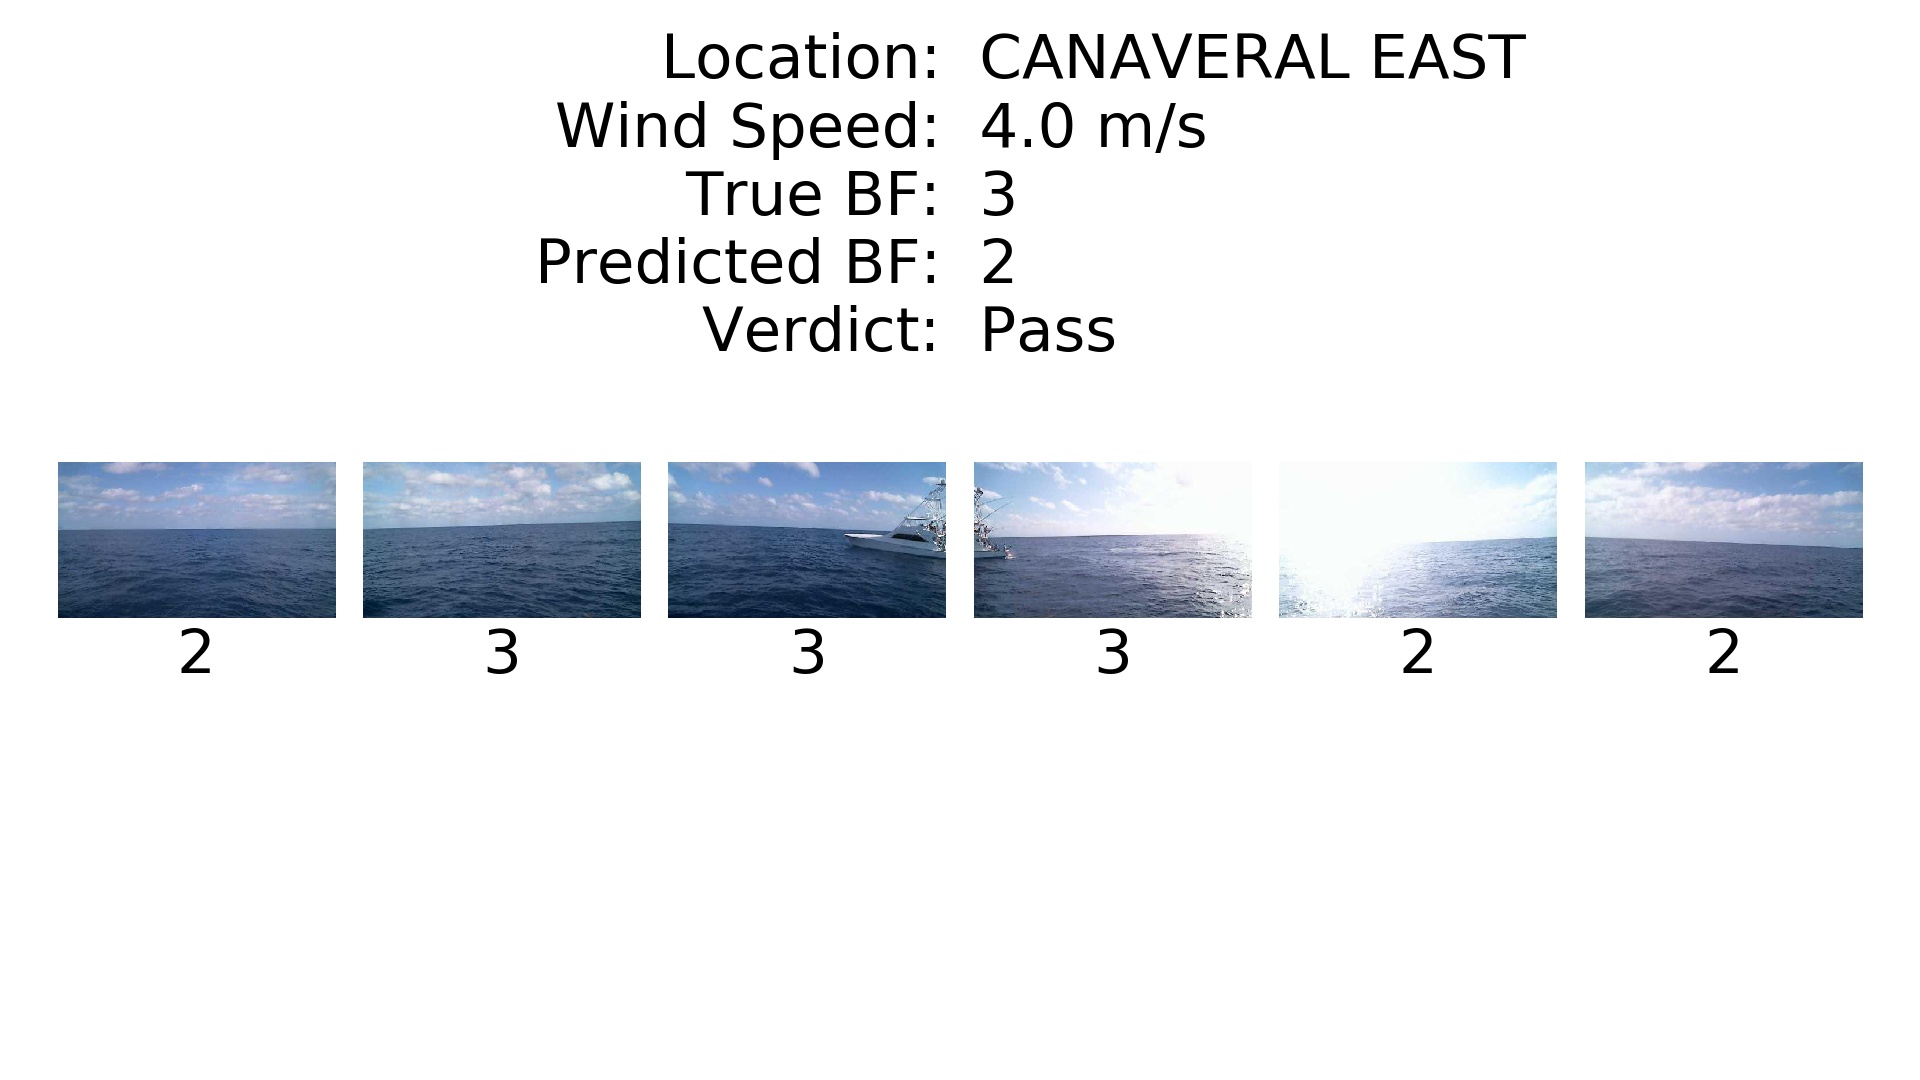 Location: CANAVERAL EAST
Wind Speed: 4.0 m/s
True BF: 3
Predicted BF: 2
Verdict: Pass
2 3 3 3 2 2